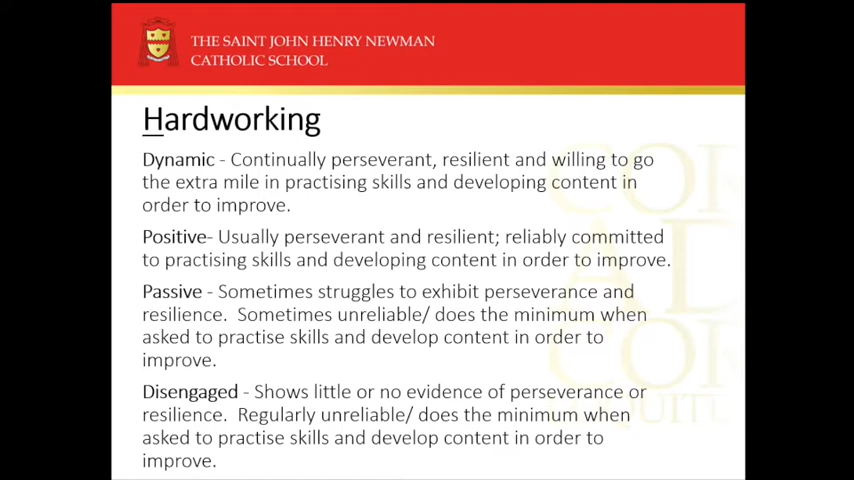 THE SAINT JOHN HENRY NEWMAN
CATHOLIC SCHOOL
Hardworking
Dynamic - Continually perseverant, resilient and willing to go
the extra mile in practising skills and developing content in
order to improve.
Positive- Usually perseverant and resilient; reliably committed
to practising skills and developing content in order to improve.
Passive - Sometimes struggles to exhibit perseverance and
resilience.  Sometimes unreliable/ does the minimum when
asked to practise skills and develop content in order to
improve.
Disengaged - Shows little or no evidence of perseverance or
resilience.  Regularly unreliable/ does the minimum when
asked to practise skills and develop content in order to
improve.
COR
AD
COR